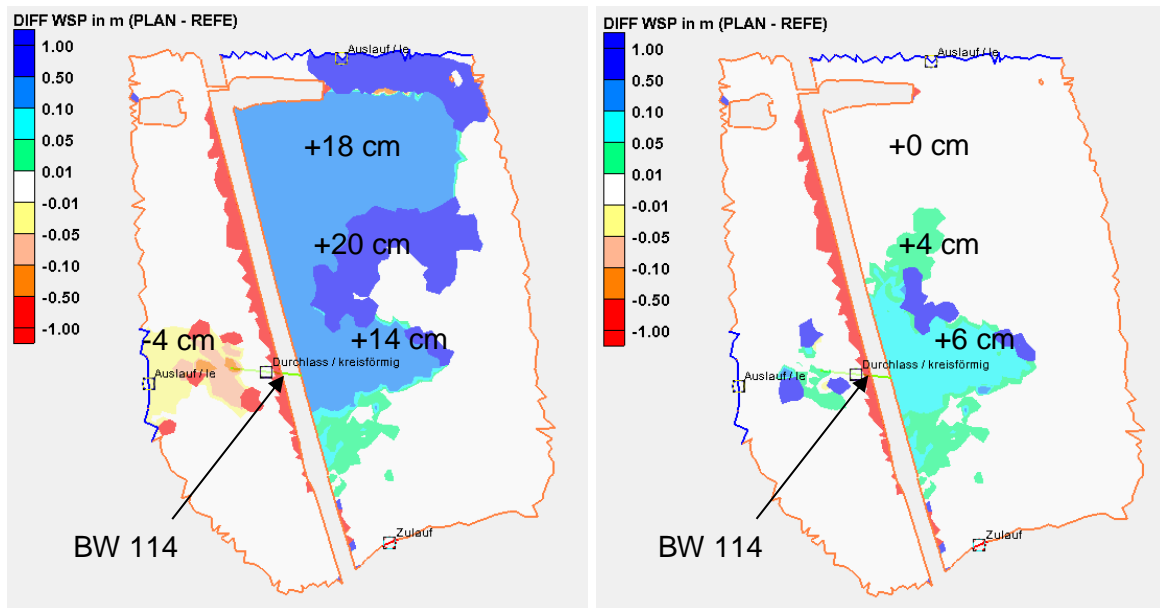 DIFF WSP in m (PLAN - REFE)
1.00
0.50
0.10
0.05
0.01
-0.01
-0.05
-0.10
-0.50
-1.00
Auslauf / le
+18 cm
+20 cm
+14 cm
-4 cm
Durchlass / kreisförmig
Auslauf / le
Zulauf
BW 114
DIFF WSP in m (PLAN - REFE)
1.00
0.50
0.10
0.05
0.01
-0.01
-0.05
-0.10
-0.50
-1.00
Auslauf / le
+0 cm
+4 cm
+6 cm
Durchlass / kreisförmig
Auslauf / le
Zulauf
BW 114